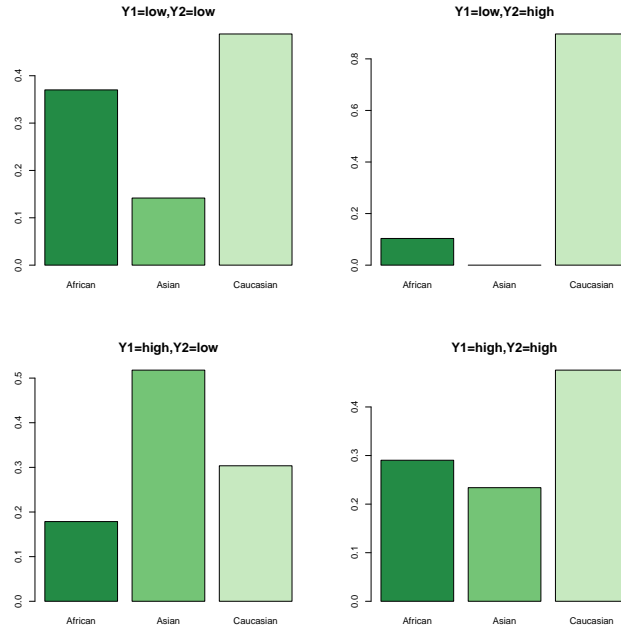 Y1=low,Y2=low
0.0 0.1 0.2 0.3 0.4
African Asian Caucasian
Y1=low,Y2=high
0.0 0.2 0.4 0.6 0.8
African Asian Caucasian
Y1=high,Y2=low
0.0 0.1 0.2 0.3 0.4 0.5
African Asian Caucasian
Y1=high,Y2=high
0.0 0.1 0.2 0.3 0.4
African Asian Caucasian